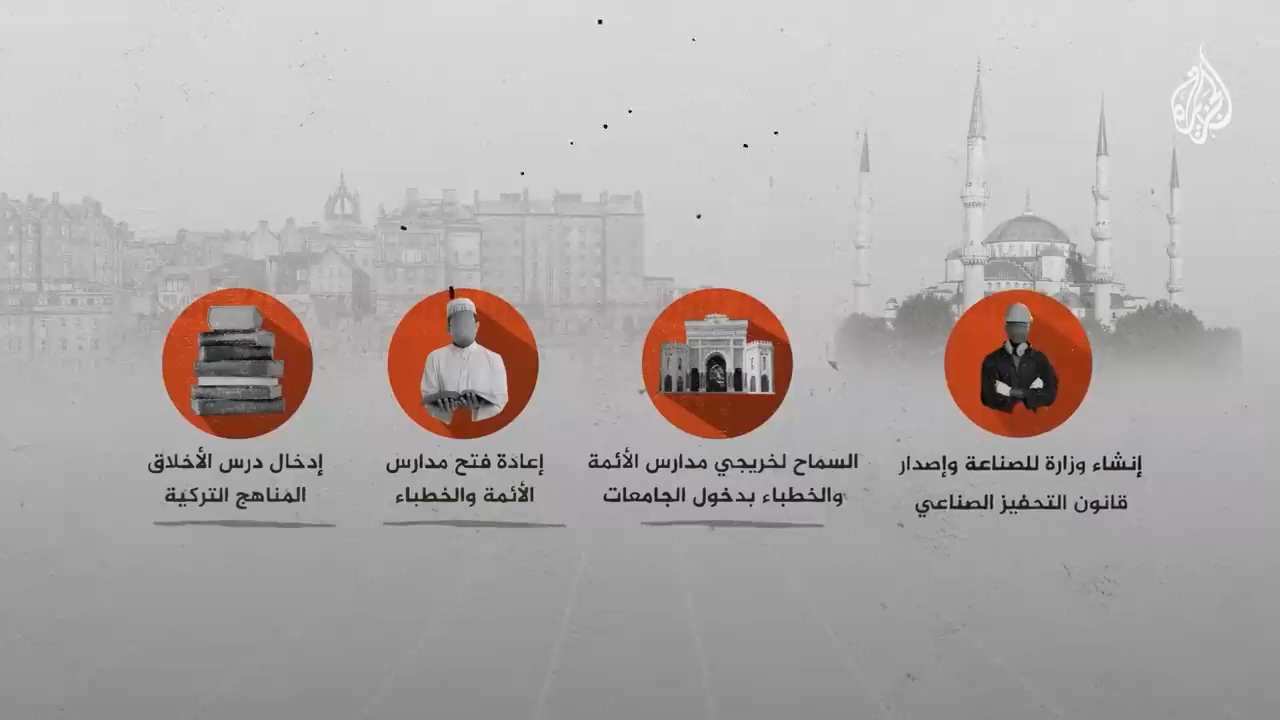 الجزيرة
إنشاء وزارة للصناعة وإصدار
قانون التحفيز الصناعي
السماح لخريجي مدارس الأئمة
والخطباء بدخول الجامعات
إعادة فتح مدارس
الأئمة والخطباء
إدخال درس الأخلاق
المناهج التركية